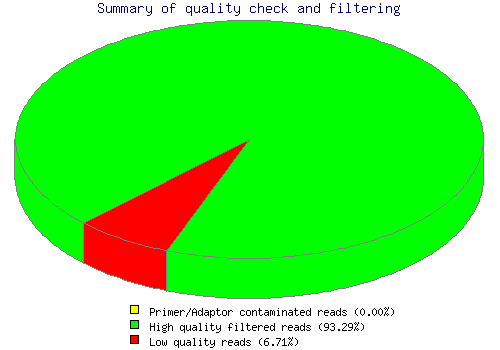 Summary of quality check and filtering
Primer/Adaptor contaminated reads (0.00%)
High quality filtered reads (93.29%)
Low quality reads (6.71%)